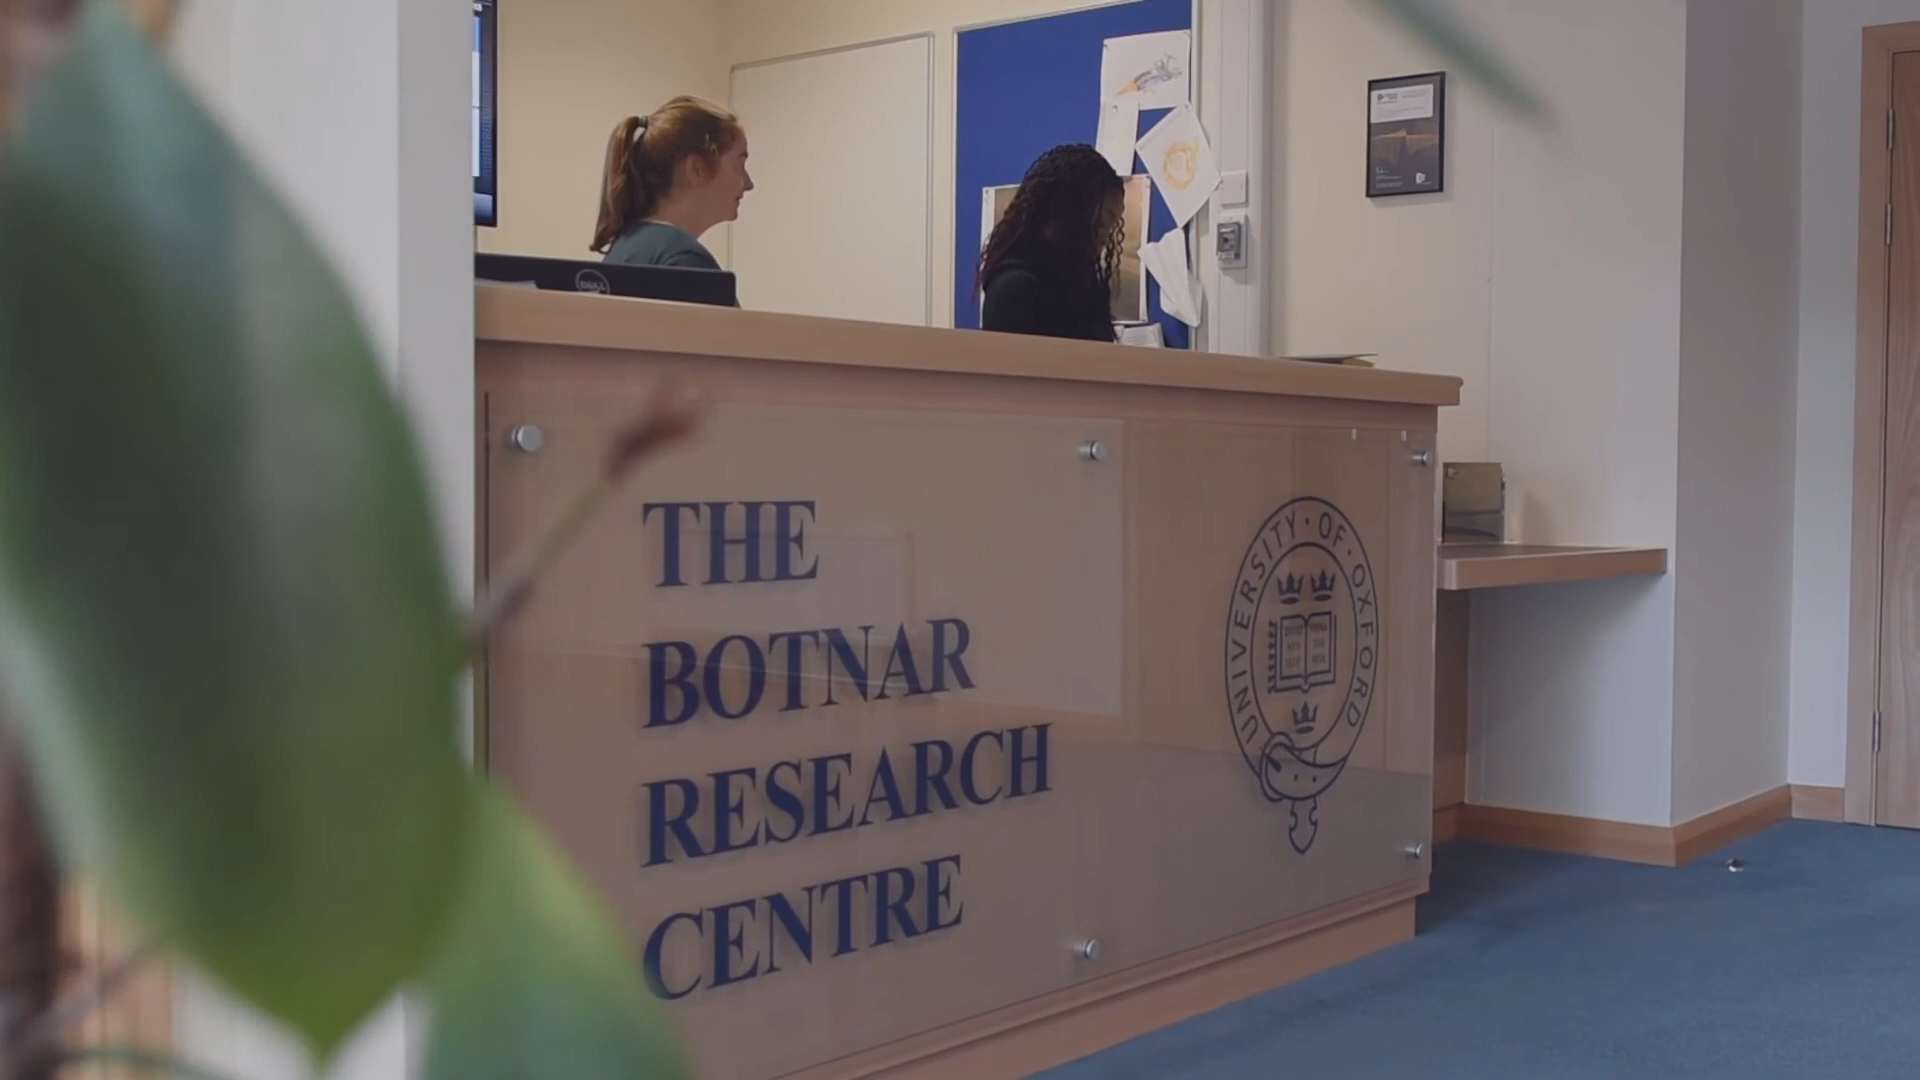 DELL
THE
BOTNAR
RESEARCH
CENTRE
UNIVERSITY · OF · OXFORD